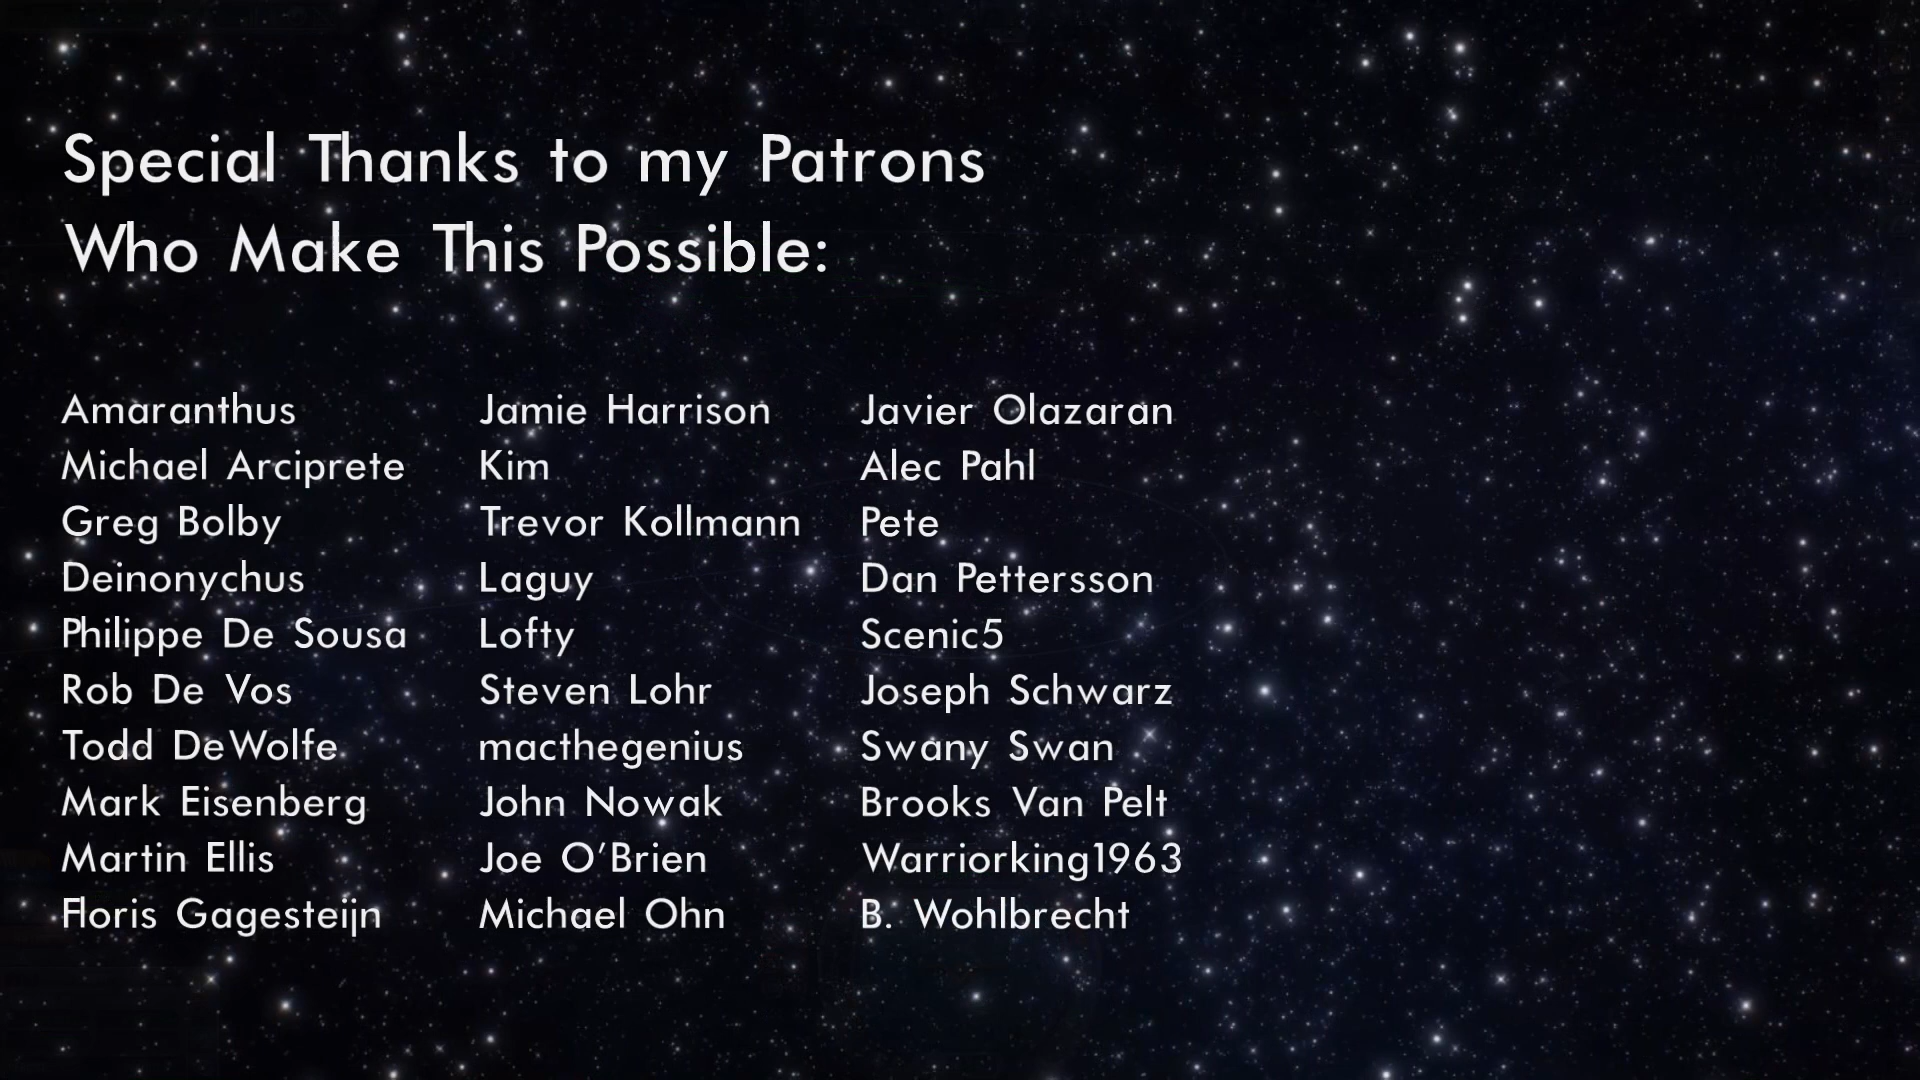 Special Thanks to my Patrons
Who Make This Possible:
Amaranthus
Michael Arciprete
Greg Bolby
Deinonychus
Philippe De Sousa
Rob De Vos
Todd DeWolfe
Mark Eisenberg
Martin Ellis
Floris Gagesteijn
Jamie Harrison
Kim
Trevor Kollmann
Laguy
Lofty
Steven Lohr
macthegenius
John Nowak
Joe O’Brien
Michael Ohn
Javier Olazaran
Alec Pahl
Pete
Dan Pettersson
Scenic5
Joseph Schwarz
Swany Swan
Brooks Van Pelt
Warriorking1963
B. Wohlbrecht